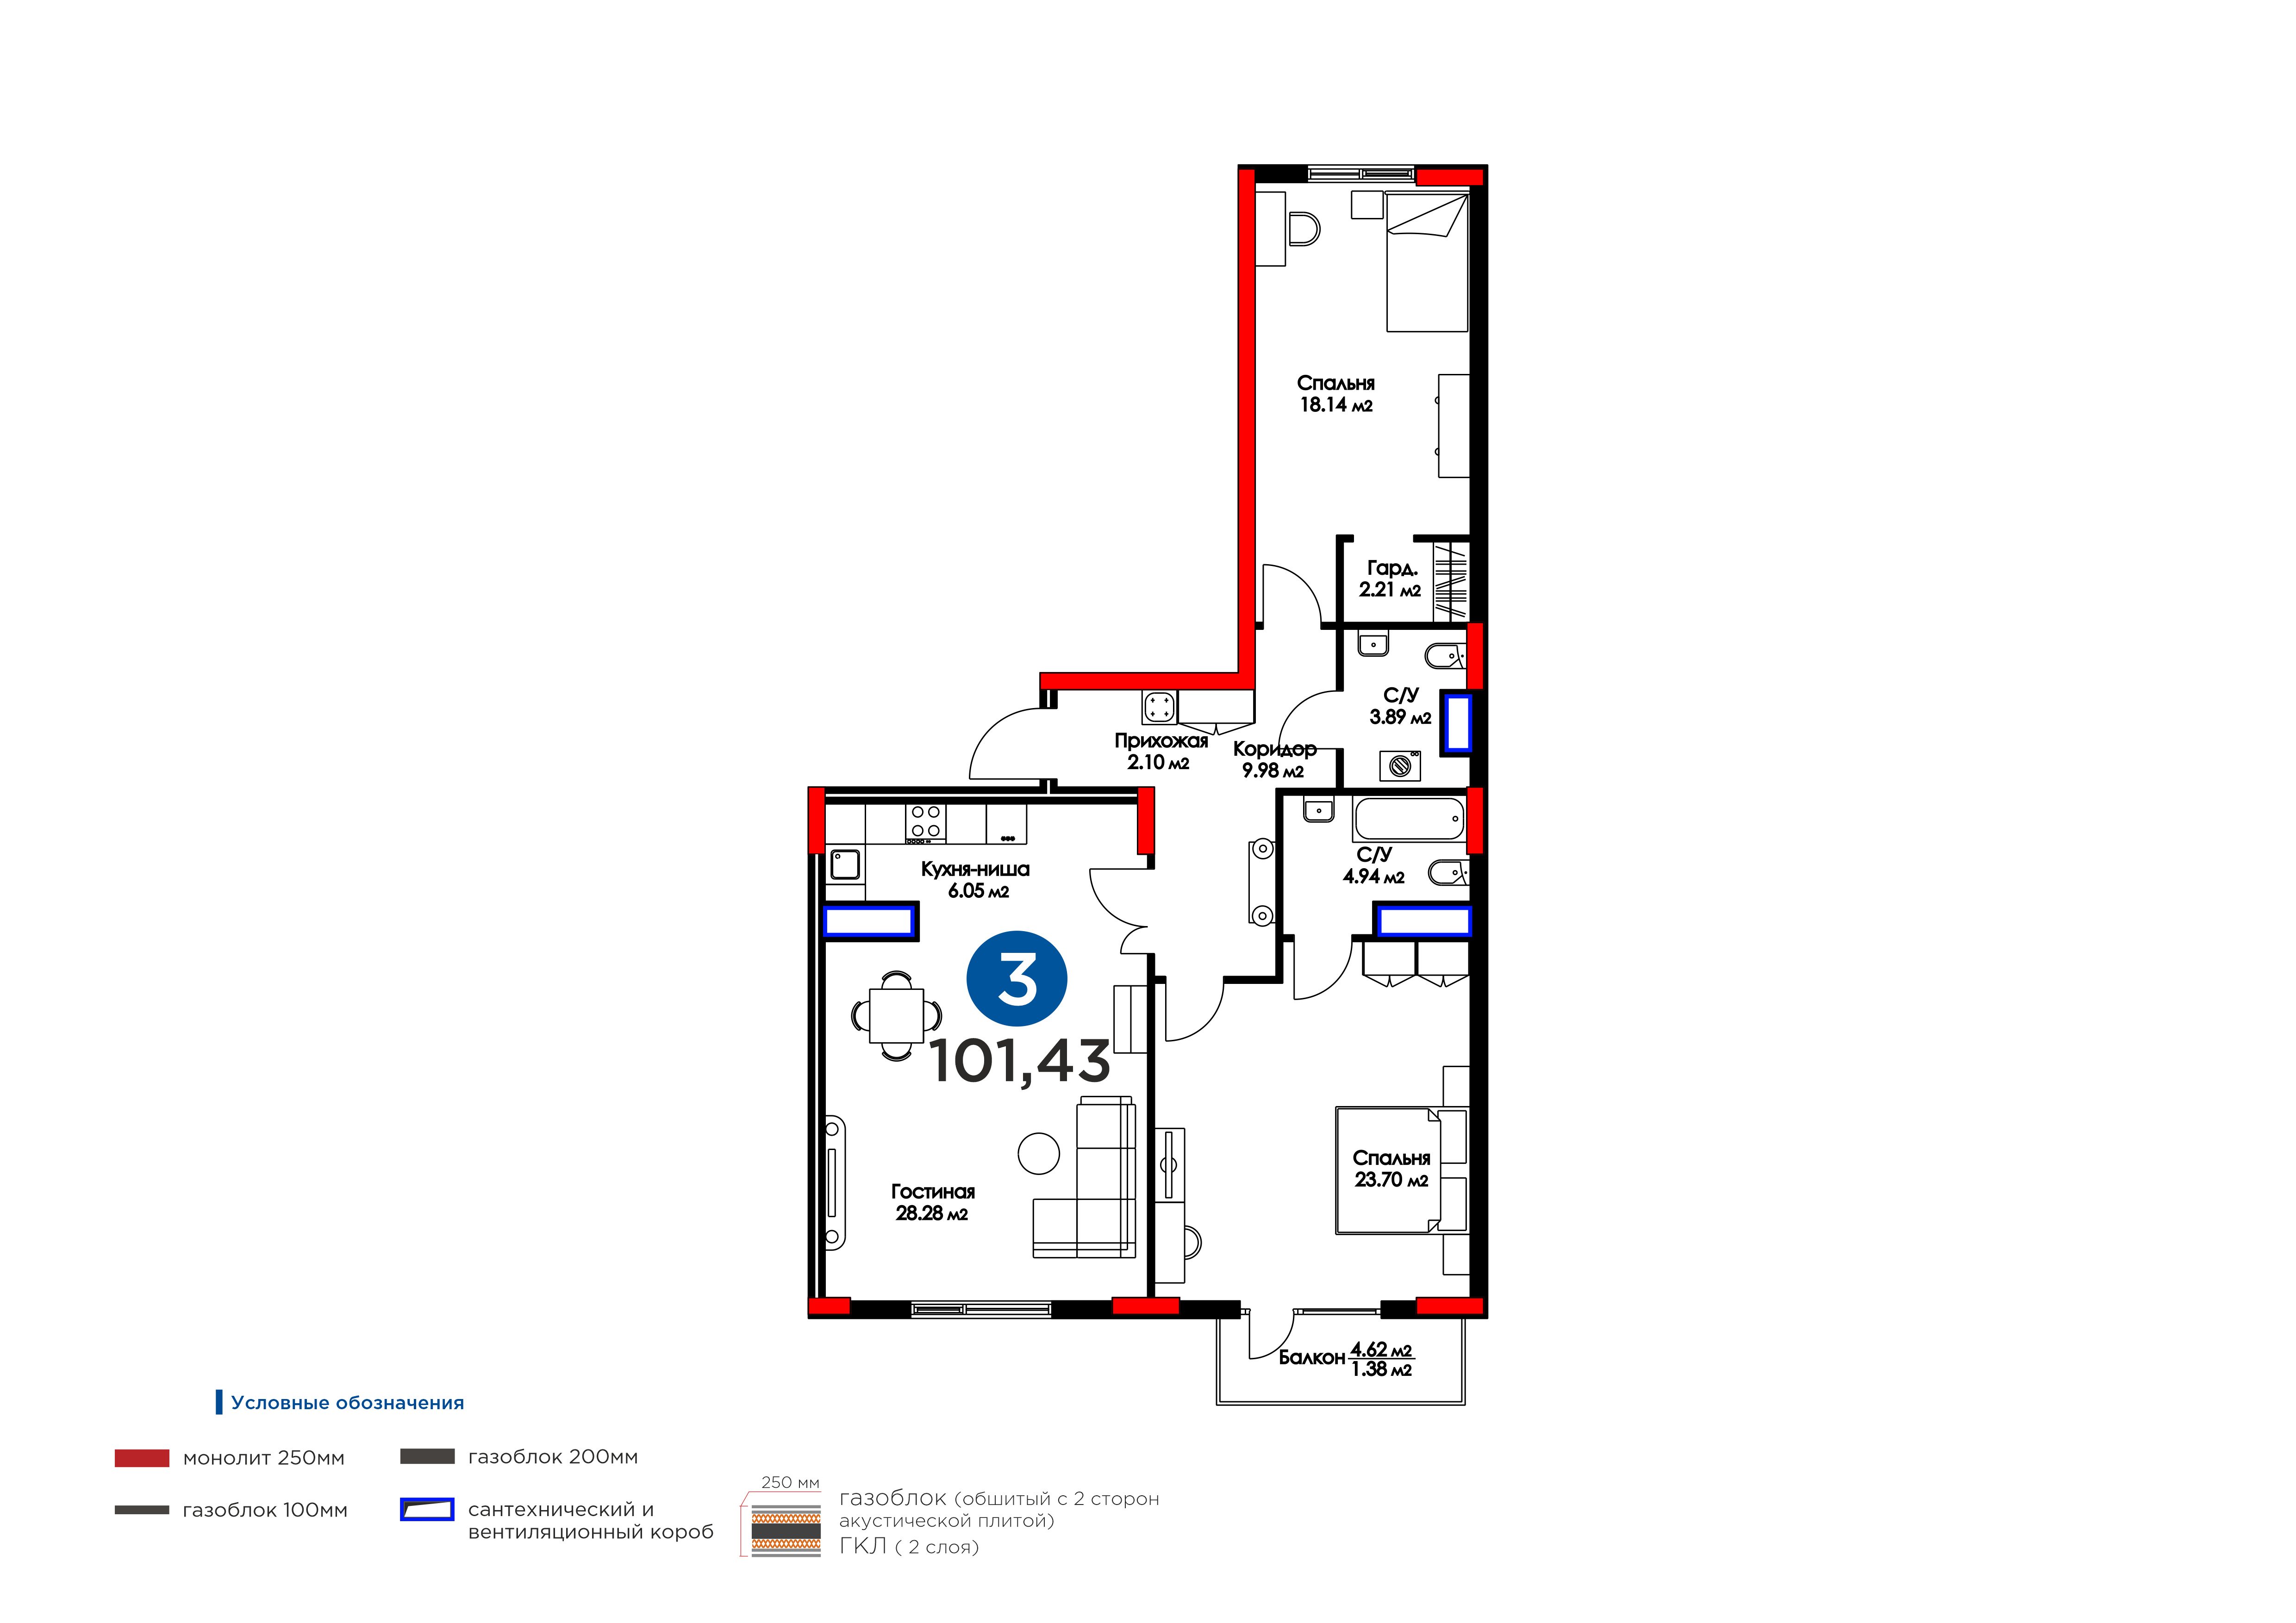 Спальня
18.14 м2
Гард.
2.21 м2
С/У
3.89 м2
Прихожая
2.10 м2
Коридор
9.98 м2
Кухня-ниша
6.05 м2
С/У
4.94 м2
3
101,43
Спальня
23.70 м2
Гостиная
28.28 м2
Балкон 4.62 м2
1.38 м2
Условные обозначения
монолит 250мм
газоблок 200мм
газоблок 100мм
сантехнический и
вентиляционный короб
250 мм
газоблок (обшитый с 2 сторон
акустической плитой)
ГКЛ ( 2 слоя)